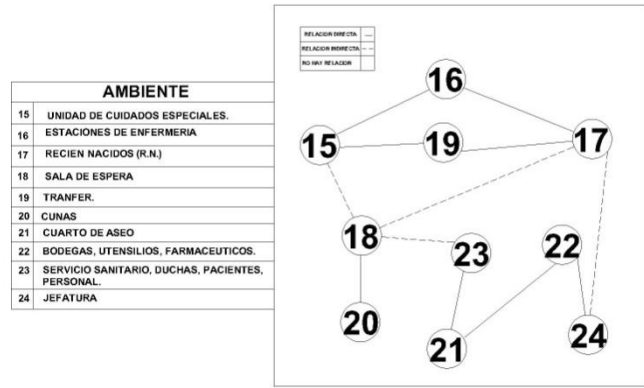 AMBIENTE
15 UNIDAD DE CUIDADOS ESPECIALES.
16 ESTACIONES DE ENFERMERIA
17 RECIEN NACIDOS (R.N.)
18 SALA DE ESPERA
19 TRANFER.
20 CUNAS
21 CUARTO DE ASEO
22 BODEGAS, UTENSILIOS, FARMACEUTICOS.
23 SERVICIO SANITARIO, DUCHAS, PACIENTES,
PERSONAL.
24 JEFATURA
RELACION DIRECTA
RELACION INDIRECTA
NO HAY RELACION
16
15
19
17
18
23
22
20
21
24